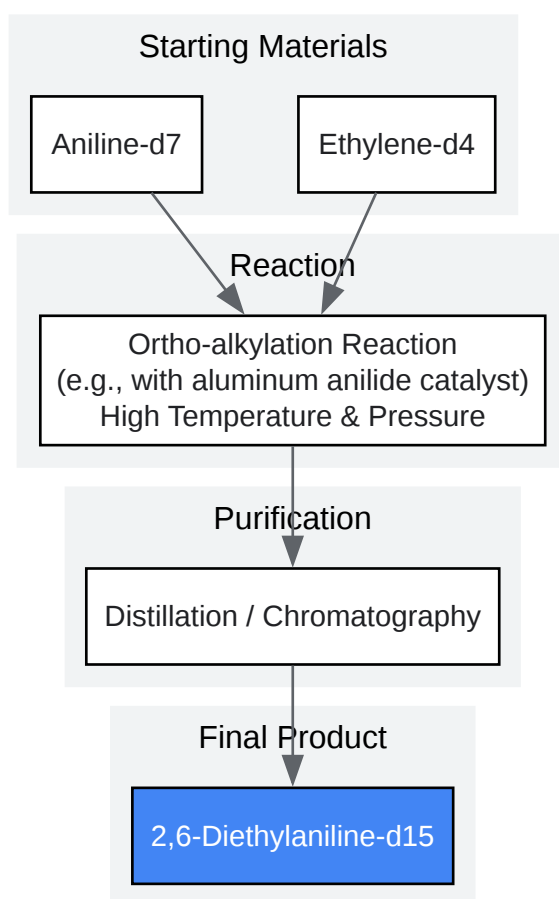 Starting Materials
Aniline-d7
Ethylene-d4
Reaction
Ortho-alkylation Reaction
(e.g., with aluminum anilide catalyst)
High Temperature & Pressure
Purification
Distillation / Chromatography
Final Product
2,6-Diethylaniline-d15